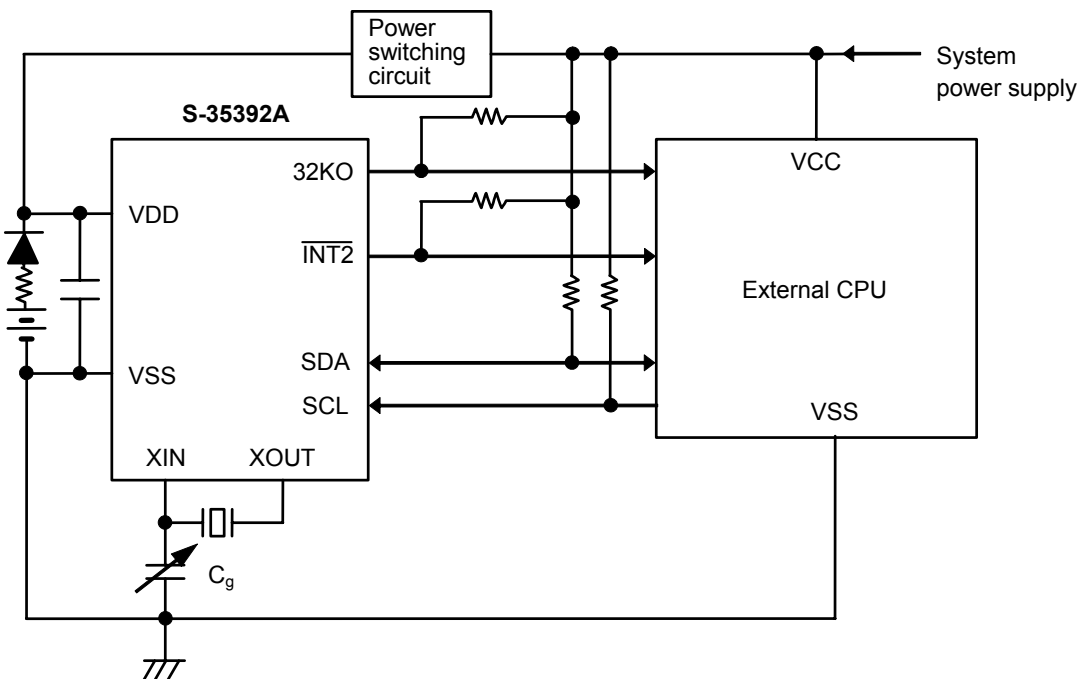 Power
switching
circuit
System
power supply
S-35392A
32KO
VCC
VDD
INT2
External CPU
SDA
VSS
SCL
VSS
XIN
XOUT
Cg